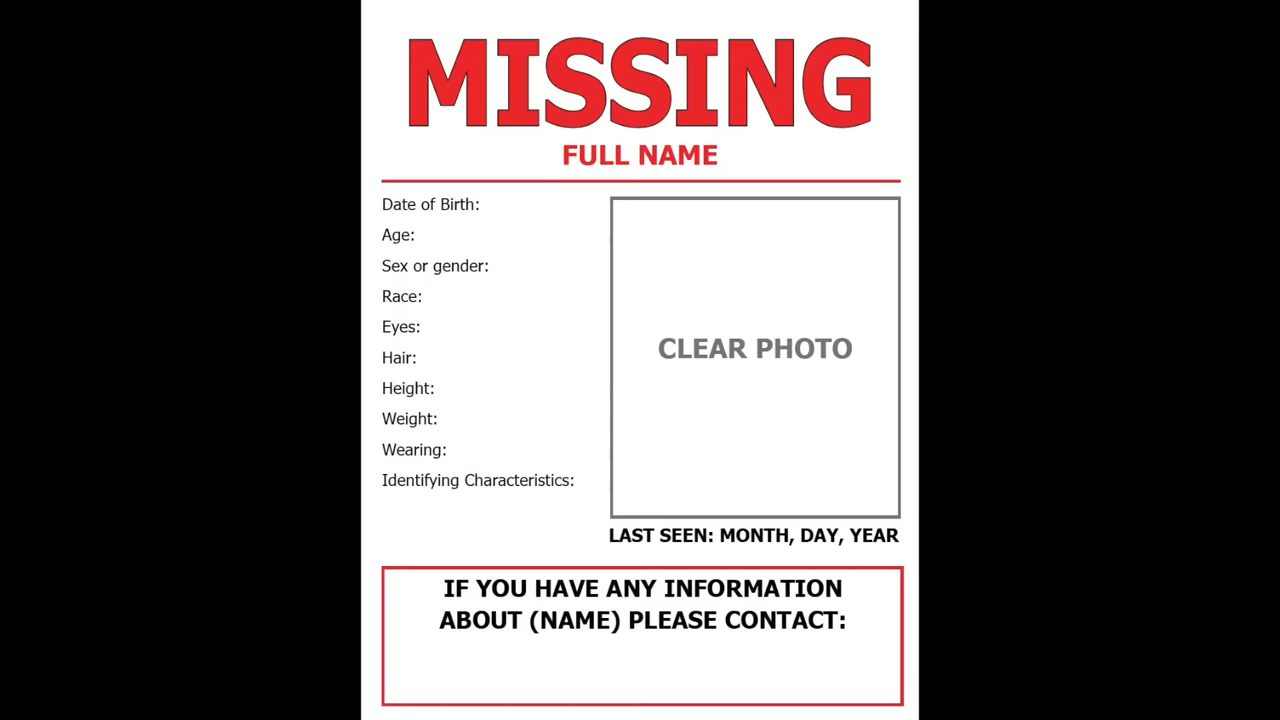 MISSING
FULL NAME
Date of Birth:
Age:
Sex or gender:
Race:
Eyes:
Hair:
Height:
Weight:
Wearing:
Identifying Characteristics:
CLEAR PHOTO
LAST SEEN: MONTH, DAY, YEAR
IF YOU HAVE ANY INFORMATION
ABOUT (NAME) PLEASE CONTACT: